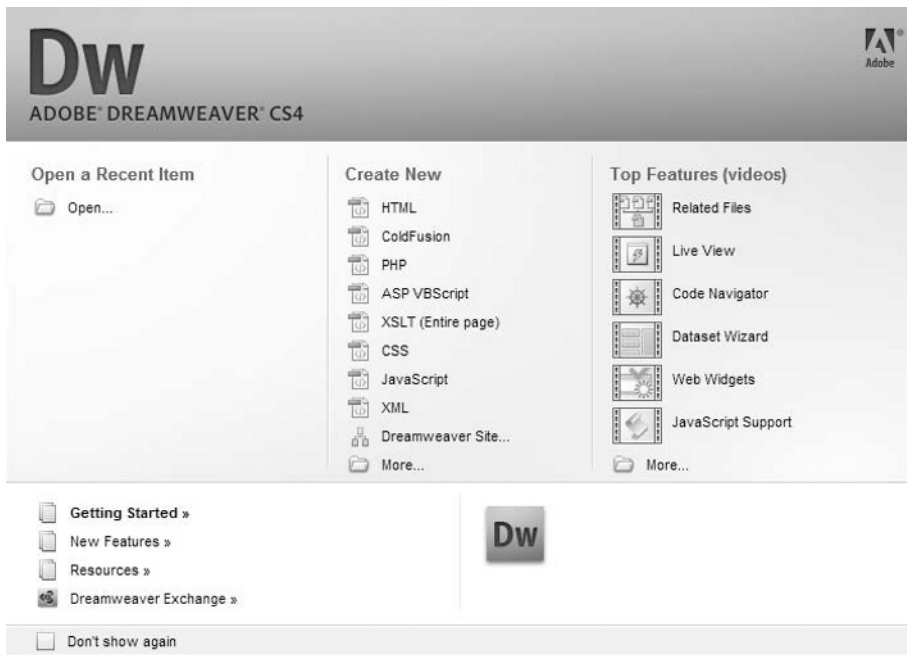 Dw
ADOBE® DREAMWEAVER® CS4
Adobe®
Open a Recent Item
Open...
Create New
HTML
ColdFusion
PHP
ASP VBScript
XSLT (Entire page)
CSS
JavaScript
XML
Dreamweaver Site...
More...
Top Features (videos)
Related Files
Live View
Code Navigator
Dataset Wizard
Web Widgets
JavaScript Support
More...
Getting Started »
New Features »
Resources »
Dreamweaver Exchange »
Dw
Don't show again